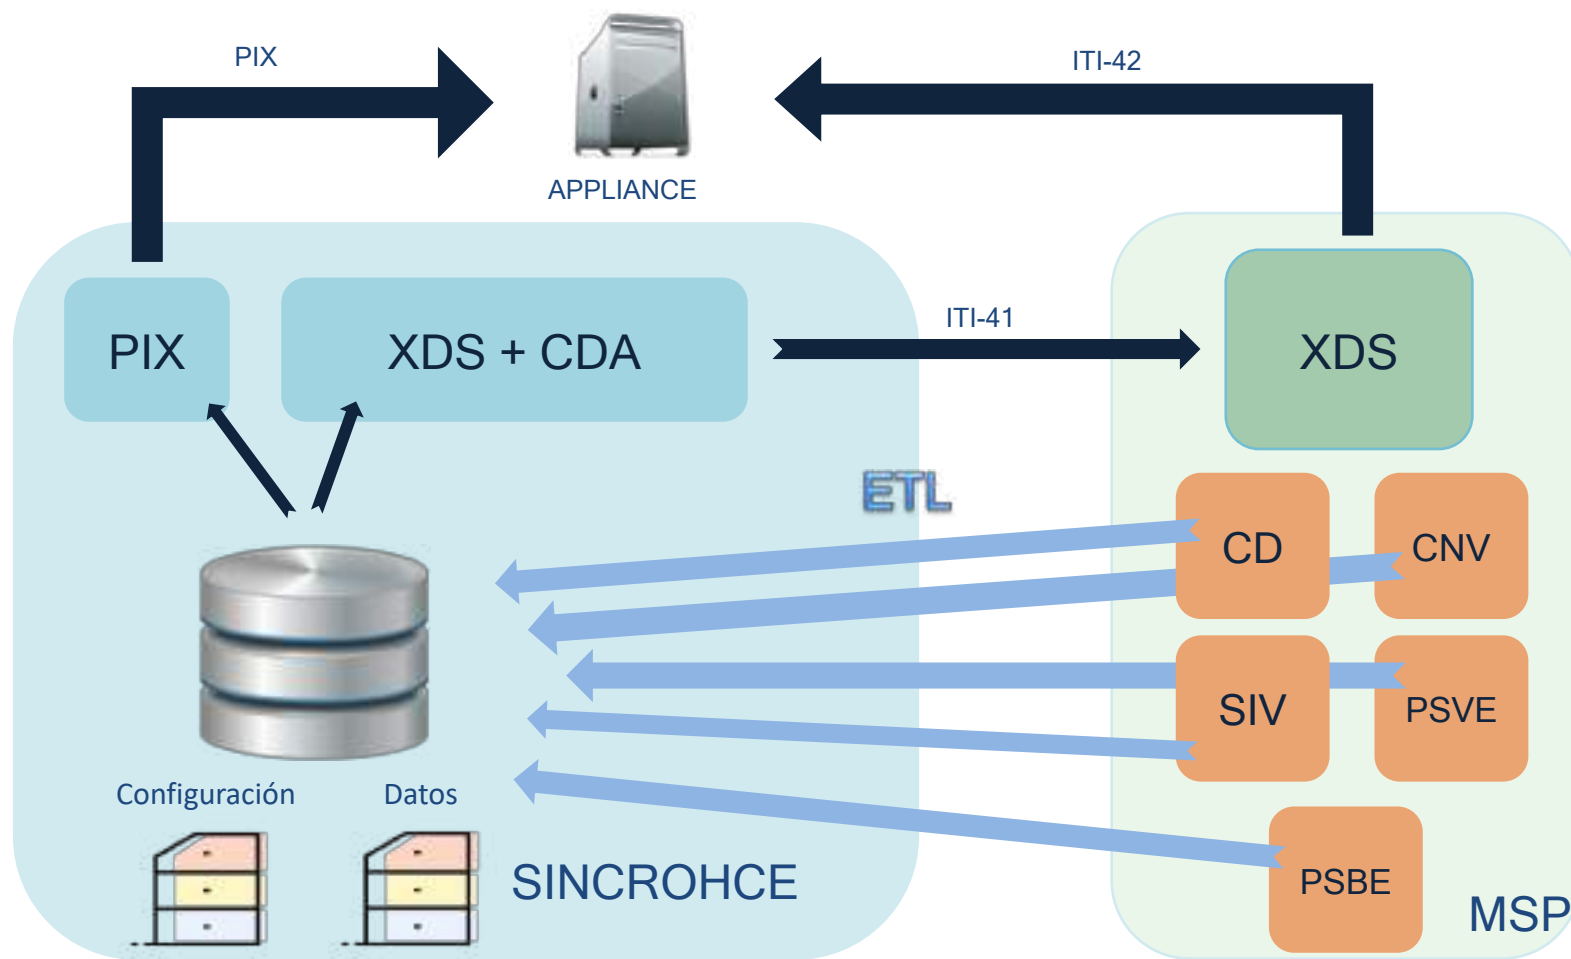 PIX
ITI-42
APPLIANCE
PIX
XDS + CDA
ITI-41
XDS
ETL
CD
CNV
SIV
PSVE
Configuración
Datos
SINCROHCE
PSBE
MSP